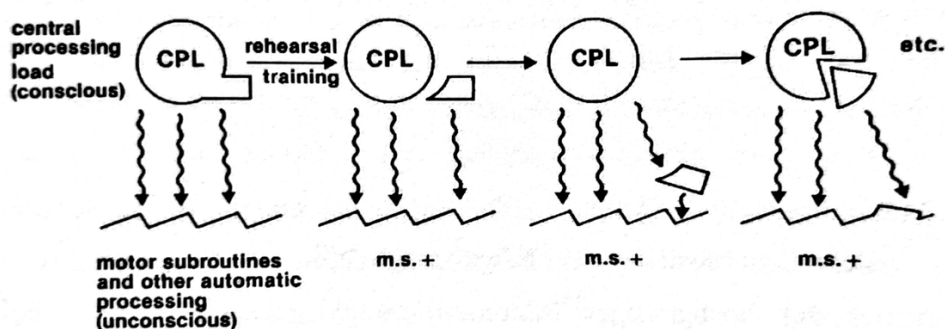 central
processing
load
(conscious)
CPL
rehearsal
training
CPL
CPL
CPL
etc.
motor subroutines
and other automatic
processing
(unconscious)
m.s. +
m.s. +
m.s. +